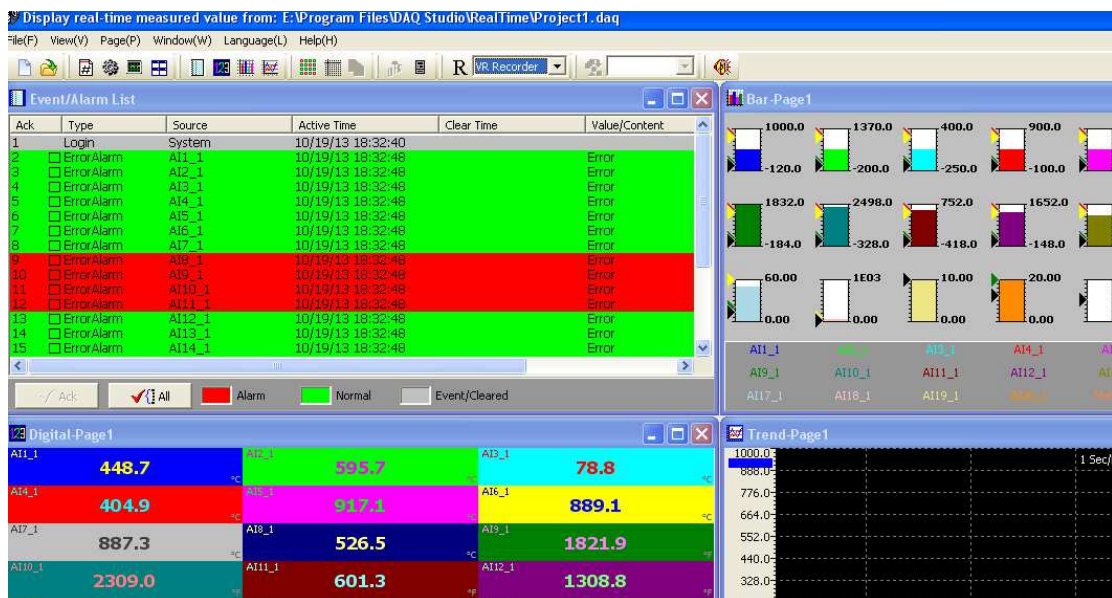 Display real-time measured value from: E:\Program Files\DAQ Studio\RealTime\Project1.daq
File(F) View(V) Page(P) Window(W) Language(L) Help(H)
R VR Recorder
Event/Alarm List
Ack Type Source Active Time Clear Time Value/Content
1 Login System 10/19/13 18:32:40
2 ErrorAlarm AI1_1 10/19/13 18:32:48 Error
3 ErrorAlarm AI2_1 10/19/13 18:32:48 Error
4 ErrorAlarm AI3_1 10/19/13 18:32:48 Error
5 ErrorAlarm AI4_1 10/19/13 18:32:48 Error
6 ErrorAlarm AI5_1 10/19/13 18:32:48 Error
7 ErrorAlarm AI6_1 10/19/13 18:32:48 Error
8 ErrorAlarm AI7_1 10/19/13 18:32:48 Error
9 ErrorAlarm AI8_1 10/19/13 18:32:48 Error
10 ErrorAlarm AI9_1 10/19/13 18:32:48 Error
11 ErrorAlarm AI10_1 10/19/13 18:32:48 Error
12 ErrorAlarm AI11_1 10/19/13 18:32:48 Error
13 ErrorAlarm AI12_1 10/19/13 18:32:48 Error
14 ErrorAlarm AI13_1 10/19/13 18:32:48 Error
15 ErrorAlarm AI14_1 10/19/13 18:32:48 Error
Ack All Alarm Normal Event/Cleared
Bar-Page1
1000.0 1370.0 400.0 900.0
-120.0 -200.0 -250.0 -100.0
1832.0 2498.0 752.0 1652.0
-184.0 -328.0 -418.0 -148.0
60.00 1E03 10.00 20.00
0.00 0.00 0.00 0.00
AI1_1 AI3_1 AI4_1
AI9_1 AI10_1 AI11_1 AI12_1
AI17_1 AI18_1 AI19_1
Digital-Page1
AI1_1 AI2_1 AI3_1
448.7 595.7 78.8
°C °C °C
AI4_1 AI5_1 AI6_1
404.9 917.1 889.1
°C °C °C
AI7_1 AI8_1 AI9_1
887.3 526.5 1821.9
°C °C °F
AI10_1 AI11_1 AI12_1
2309.0 601.3 1308.8
°F °F °F
Trend-Page1
1000.0
888.0
776.0
664.0
552.0
440.0
328.0
1 Sec/